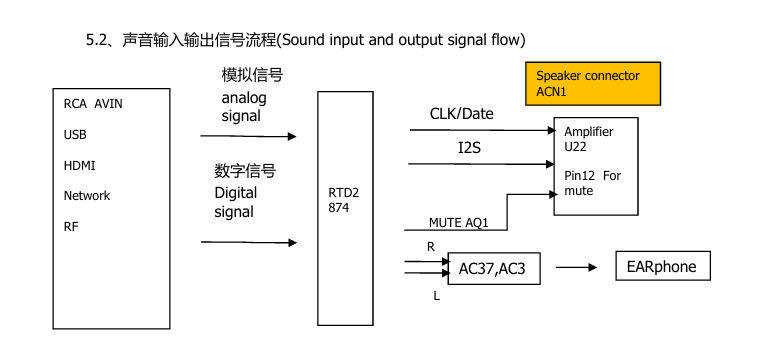 5.2、声音输入输出信号流程(Sound input and output signal flow)
模拟信号
analog
signal
数字信号
Digital
signal
RCA  AVIN
USB
HDMI
Network
RF
RTD2
874
Speaker connector
ACN1
CLK/Date
I2S
MUTE AQ1
R
L
Amplifier
U22
Pin12  For
mute
AC37,AC3
EARphone